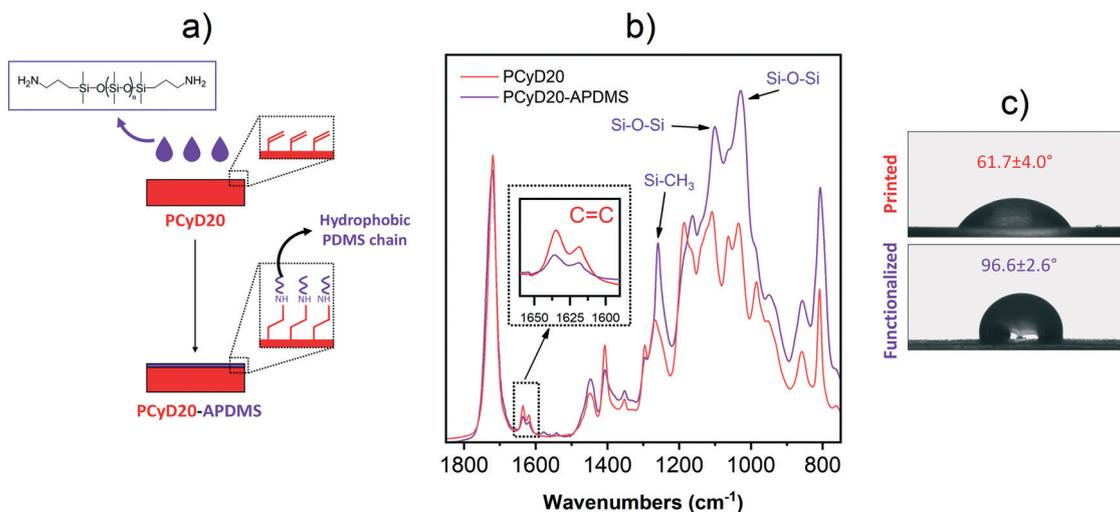 a)
H₂N
Si
O
Si
O
n
Si
NH₂
PCyD20
Hydrophobic
PDMS chain
NH
NH
NH
PCyD20-APDMS
b)
PCyD20
PCyD20-APDMS
Si-O-Si
Si-O-Si
Si-CH₃
C=C
1650 1625 1600
1800 1600 1400 1200 1000 800
Wavenumbers (cm⁻¹)
c)
Printed
61.7±4.0°
Functionalized
96.6±2.6°